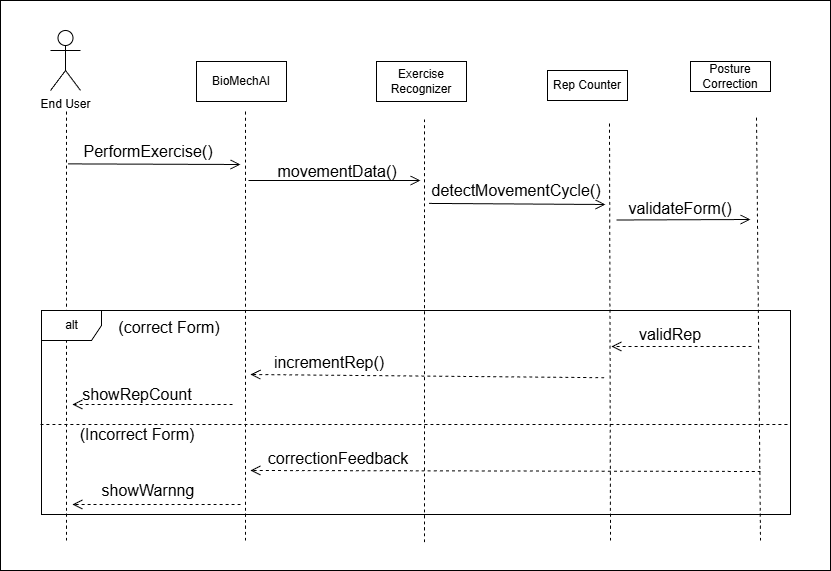 End User
BioMechAI
Exercise
Recognizer
Rep Counter
Posture
Correction
PerformExercise()
movementData()
detectMovementCycle()
validateForm()
alt
(correct Form)
validRep
incrementRep()
showRepCount
(Incorrect Form)
correctionFeedback
showWarnng